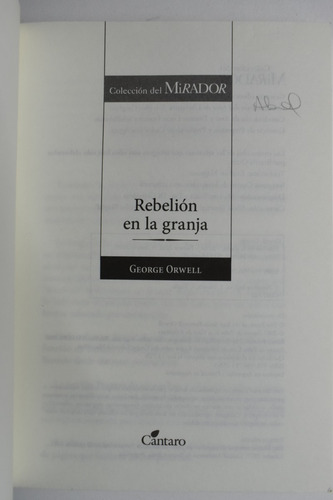 Colección del MiRADOR
Rebelión
en la granja
GEORGE ORWELL
Cántaro